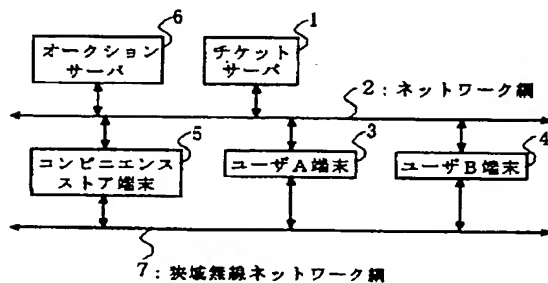 6
オークション
サーバ
1
チケット
サーバ
2：ネットワーク網
5
コンビニエンス
ストア端末
3
ユーザA端末
4
ユーザB端末
7：狭域無線ネットワーク網